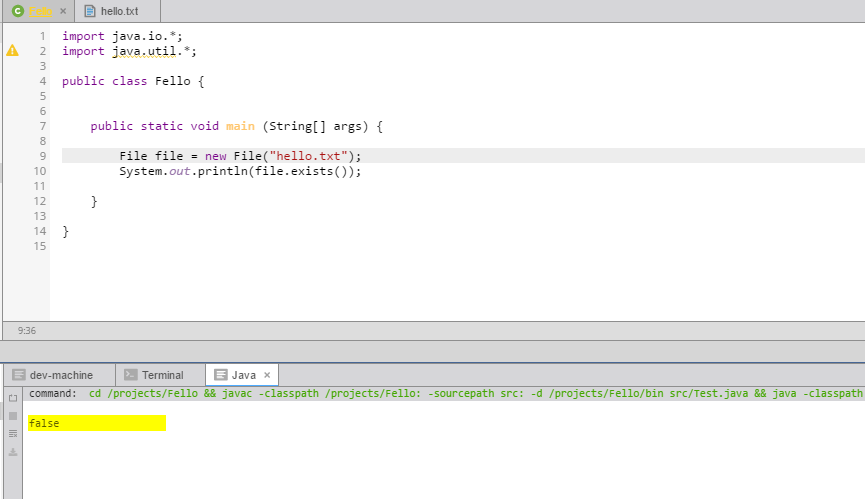 Fello hello.txt
1 import java.io.*;
2 import java.util.*;
3
4 public class Fello {
5
6
7 public static void main (String[] args) {
8
9 File file = new File("hello.txt");
10 System.out.println(file.exists());
11
12 }
13
14 }
15
9:36
dev-machine Terminal Java
command: cd /projects/Fello && javac -classpath /projects/Fello: -sourcepath src: -d /projects/Fello/bin src/Test.java && java -classpath
false